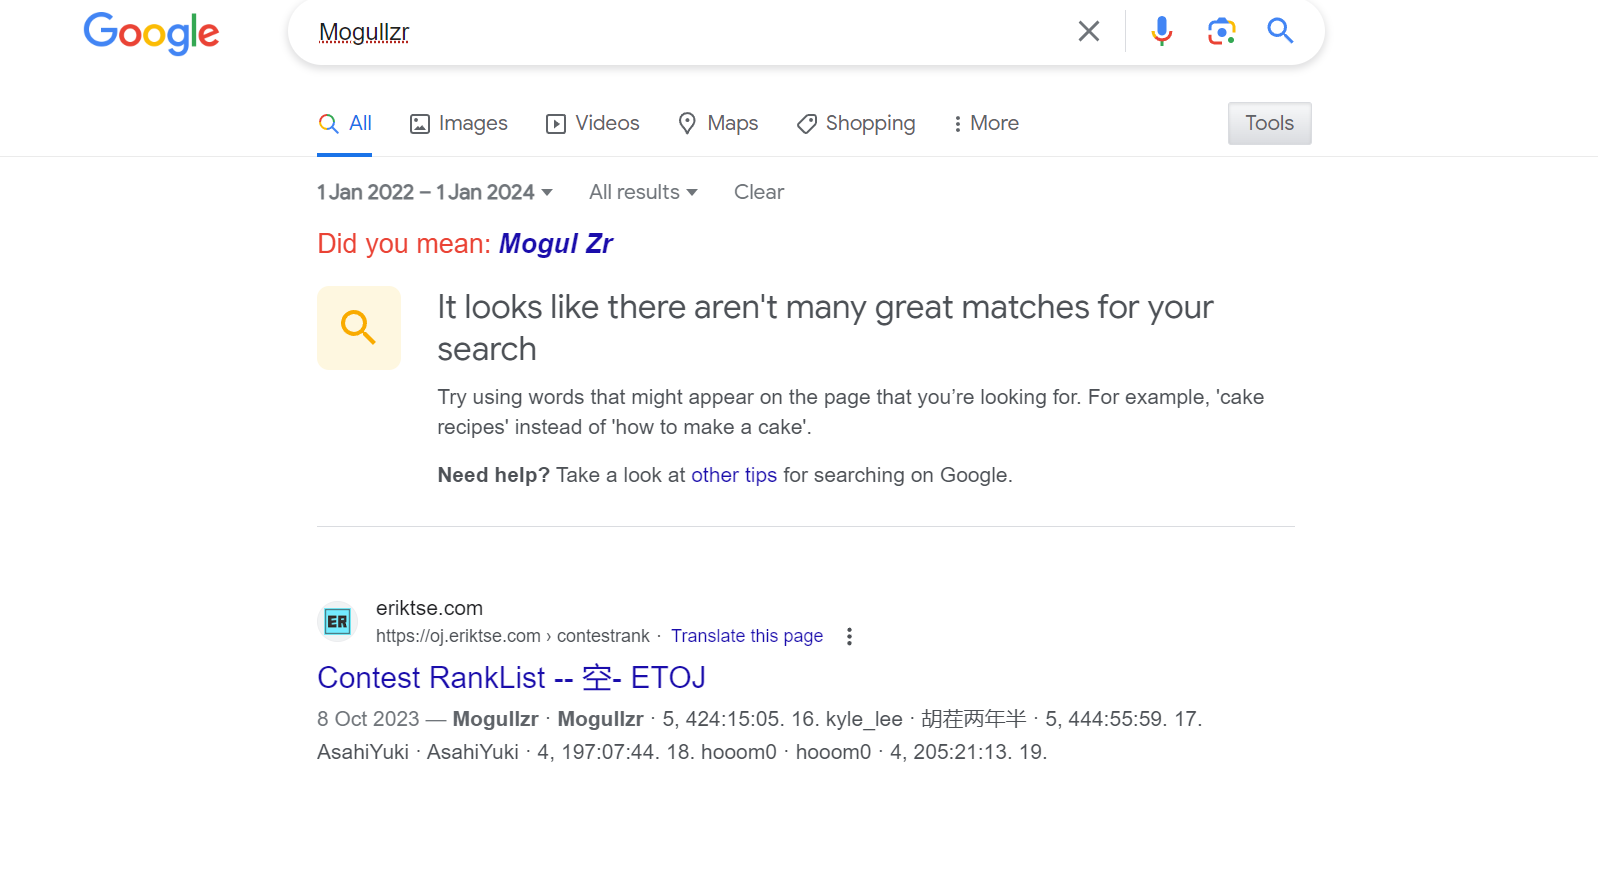 Google
Mogullzr
All Images Videos Maps Shopping More Tools
1 Jan 2022 – 1 Jan 2024 All results Clear
Did you mean: Mogul Zr
It looks like there aren't many great matches for your
search
Try using words that might appear on the page that you’re looking for. For example, 'cake
recipes' instead of 'how to make a cake'.
Need help? Take a look at other tips for searching on Google.
ER
eriktse.com
https://oj.eriktse.com › contestrank · Translate this page
Contest RankList -- 空- ETOJ
8 Oct 2023 — Mogullzr · Mogullzr · 5, 424:15:05. 16. kyle_lee · 胡茬两年半 · 5, 444:55:59. 17.
AsahiYuki · AsahiYuki · 4, 197:07:44. 18. hooom0 · hooom0 · 4, 205:21:13. 19.